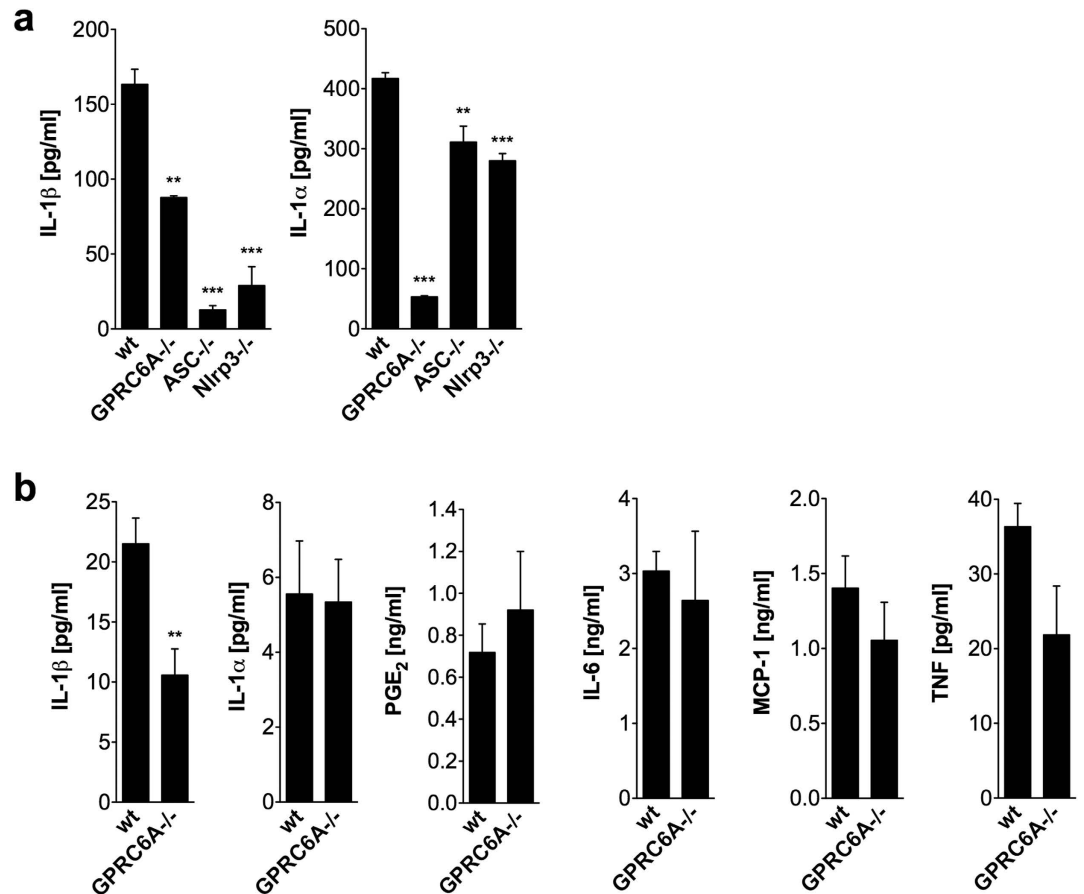 a
IL-1β [pg/ml]
200
150
100
50
0
**
***
***
wt
GPRC6A-/-
ASC-/-
Nlrp3-/-
IL-1α [pg/ml]
500
400
300
200
100
0
***
**
***
wt
GPRC6A-/-
ASC-/-
Nlrp3-/-
b
IL-1β [pg/ml]
25
20
15
10
5
0
**
wt
GPRC6A-/-
IL-1α [pg/ml]
8
6
4
2
0
wt
GPRC6A-/-
PGE₂ [ng/ml]
1.4
1.2
1.0
0.8
0.6
0.4
0.2
0.0
wt
GPRC6A-/-
IL-6 [ng/ml]
4
3
2
1
0
wt
GPRC6A-/-
MCP-1 [ng/ml]
2.0
1.5
1.0
0.5
0.0
wt
GPRC6A-/-
TNF [pg/ml]
40
30
20
10
0
wt
GPRC6A-/-